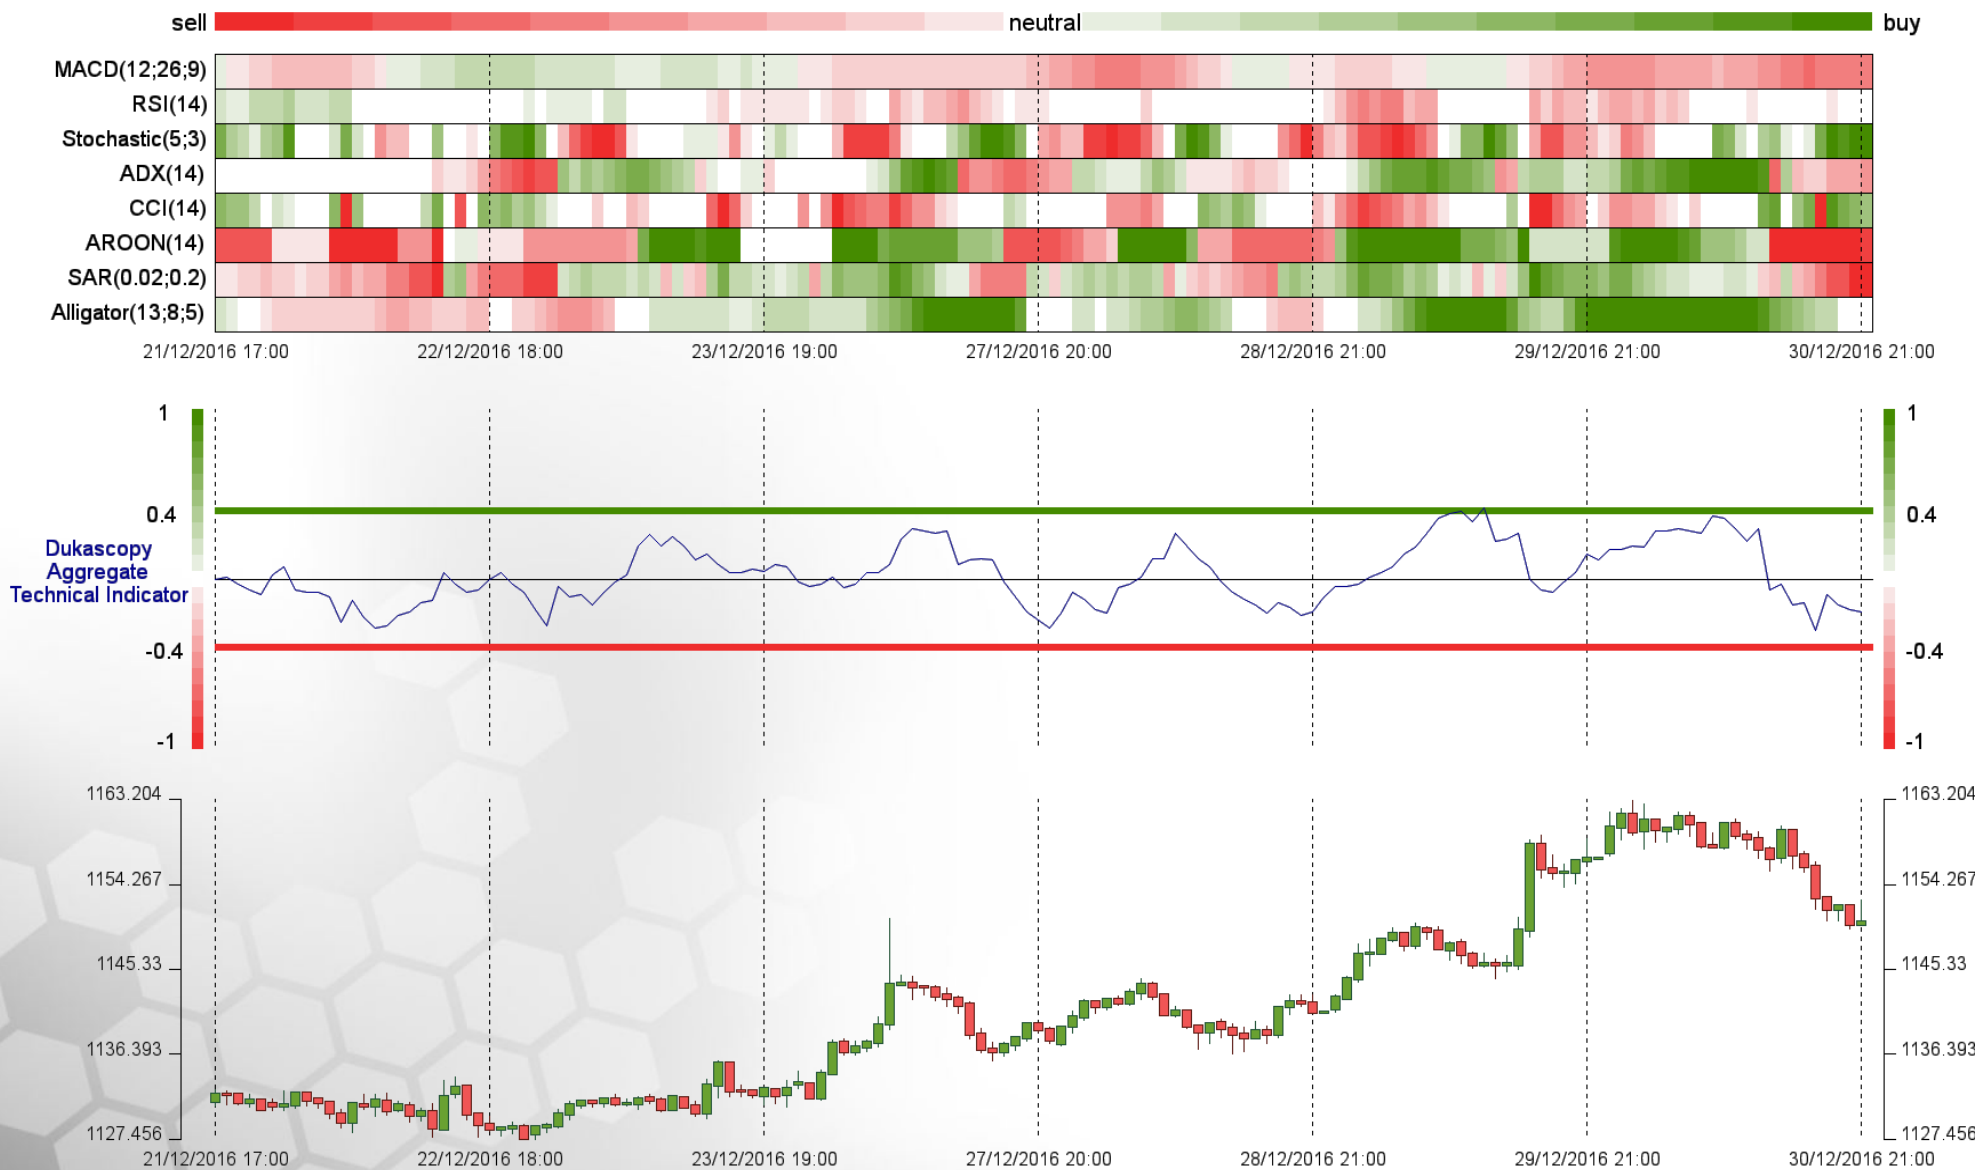 sell neutral buy
MACD(12;26;9)
RSI(14)
Stochastic(5;3)
ADX(14)
CCI(14)
AROON(14)
SAR(0.02;0.2)
Alligator(13;8;5)
21/12/2016 17:00 22/12/2016 18:00 23/12/2016 19:00 27/12/2016 20:00 28/12/2016 21:00 29/12/2016 21:00 30/12/2016 21:00
1 1
0.4 0.4
Dukascopy
Aggregate
Technical Indicator
-0.4 -0.4
-1 -1
1163.204 1163.204
1154.267 1154.267
1145.33 1145.33
1136.393 1136.393
1127.456 1127.456
21/12/2016 17:00 22/12/2016 18:00 23/12/2016 19:00 27/12/2016 20:00 28/12/2016 21:00 29/12/2016 21:00 30/12/2016 21:00